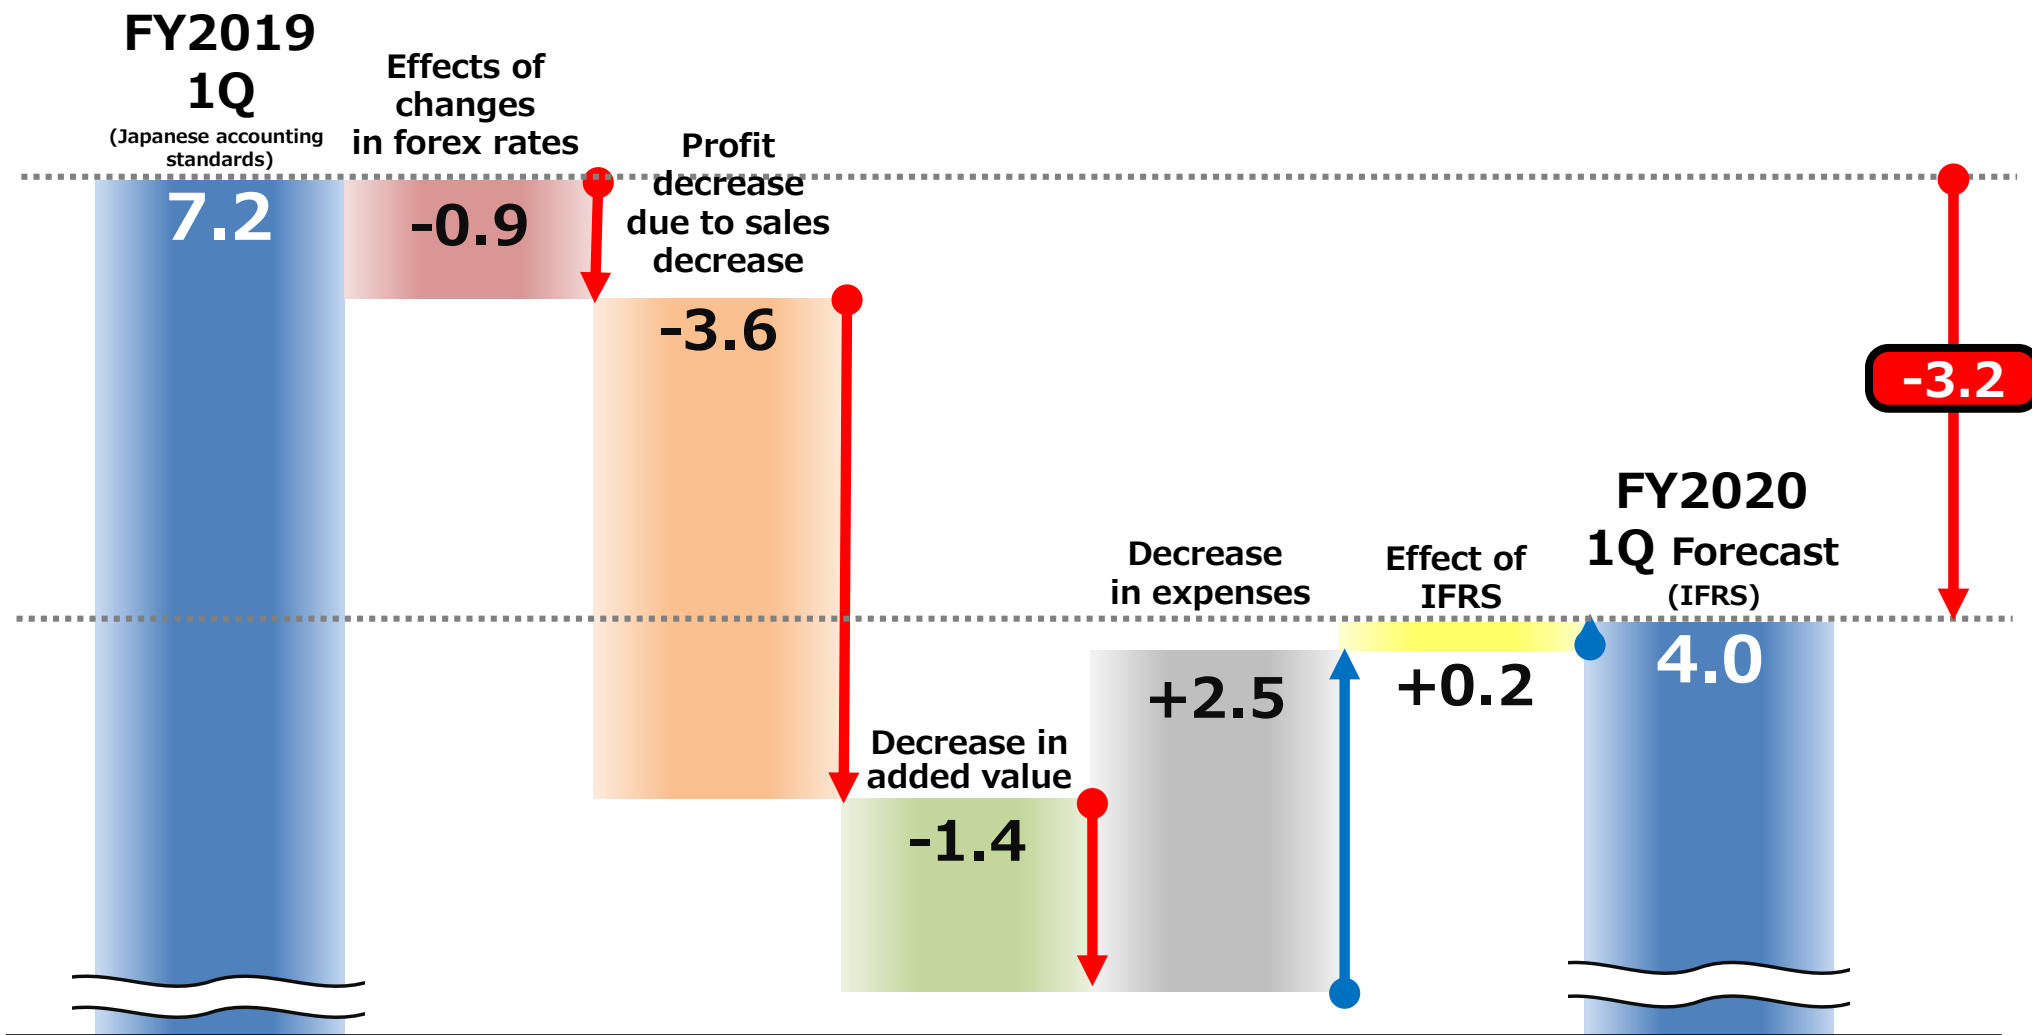 FY2019
1Q
(Japanese accounting
standards)
7.2
Effects of
changes
in forex rates
-0.9
Profit
decrease
due to sales
decrease
-3.6
Decrease in
added value
-1.4
Decrease
in expenses
+2.5
Effect of
IFRS
+0.2
FY2020
1Q Forecast
(IFRS)
4.0
-3.2